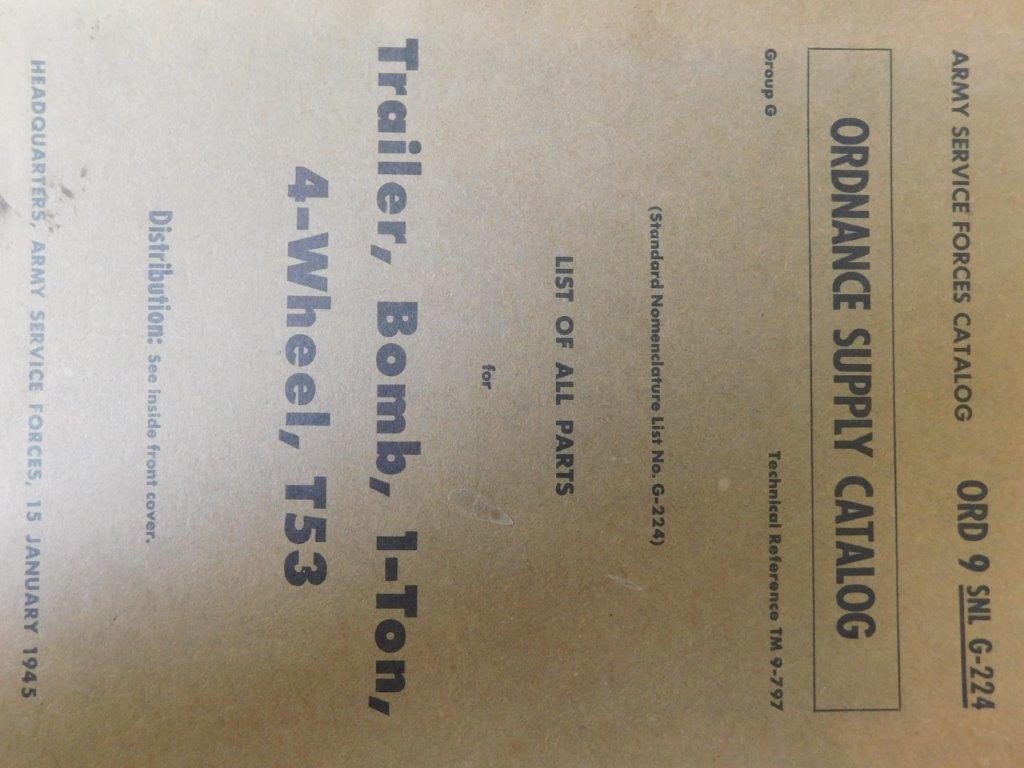 ARMY SERVICE FORCES CATALOG ORD 9 SNL G-224
ORDNANCE SUPPLY CATALOG
Group G Technical Reference TM 9-797
(Standard Nomenclature List No. G-224)
LIST OF ALL PARTS
for
Trailer, Bomb, 1-Ton,
4-Wheel, T53
Distribution: See inside front cover.
HEADQUARTERS, ARMY SERVICE FORCES, 15 JANUARY 1945